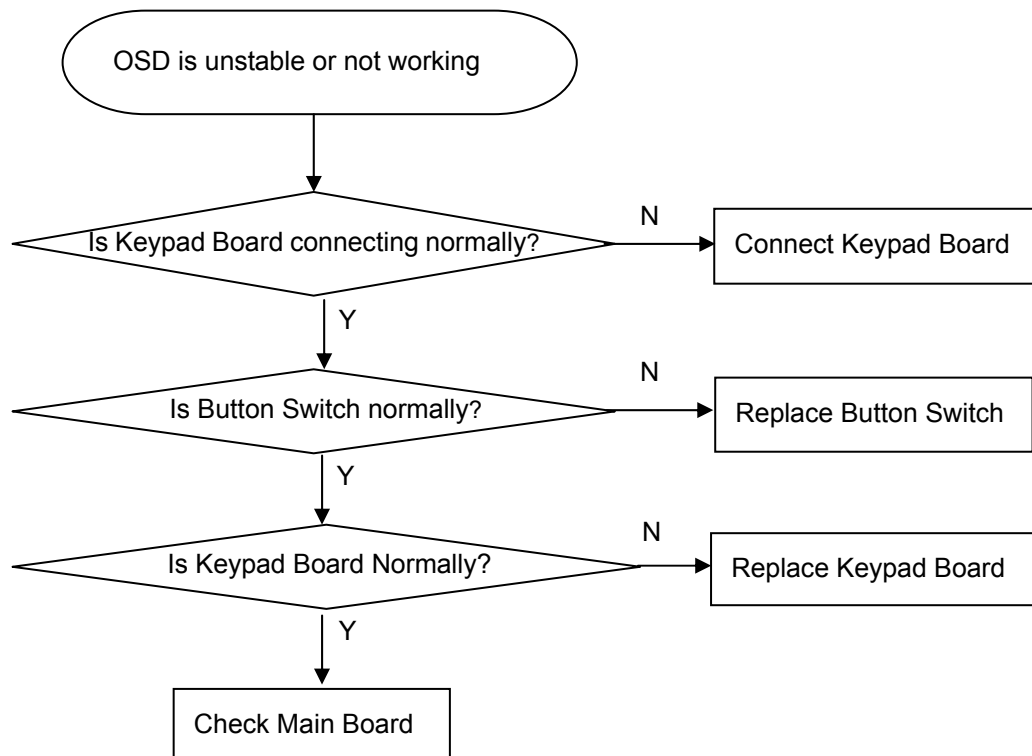 OSD is unstable or not working
Is Keypad Board connecting normally?
N
Connect Keypad Board
Y
Is Button Switch normally?
N
Replace Button Switch
Y
Is Keypad Board Normally?
N
Replace Keypad Board
Y
Check Main Board